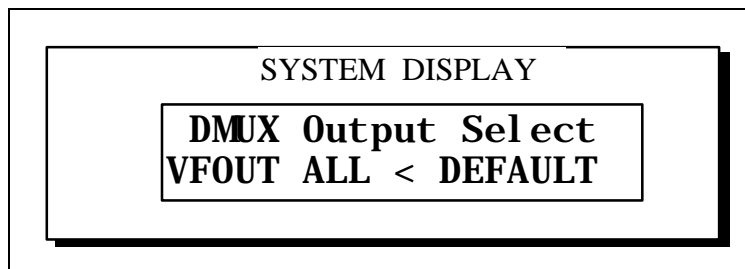 SYSTEM DISPLAY
DMUX Output Select
VFOUT ALL < DEFAULT